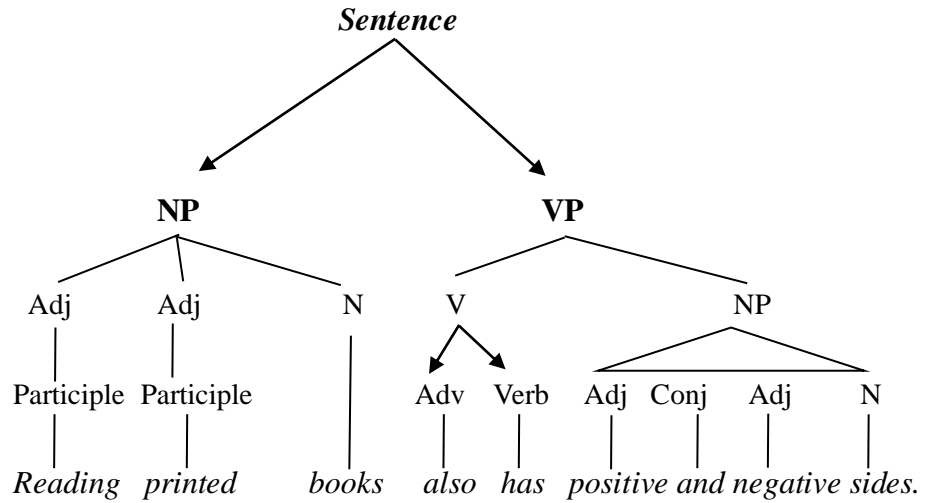 Sentence
NP VP
Adj Adj N V NP
Participle Participle Adv Verb Adj Conj Adj N
Reading printed books also has positive and negative sides.